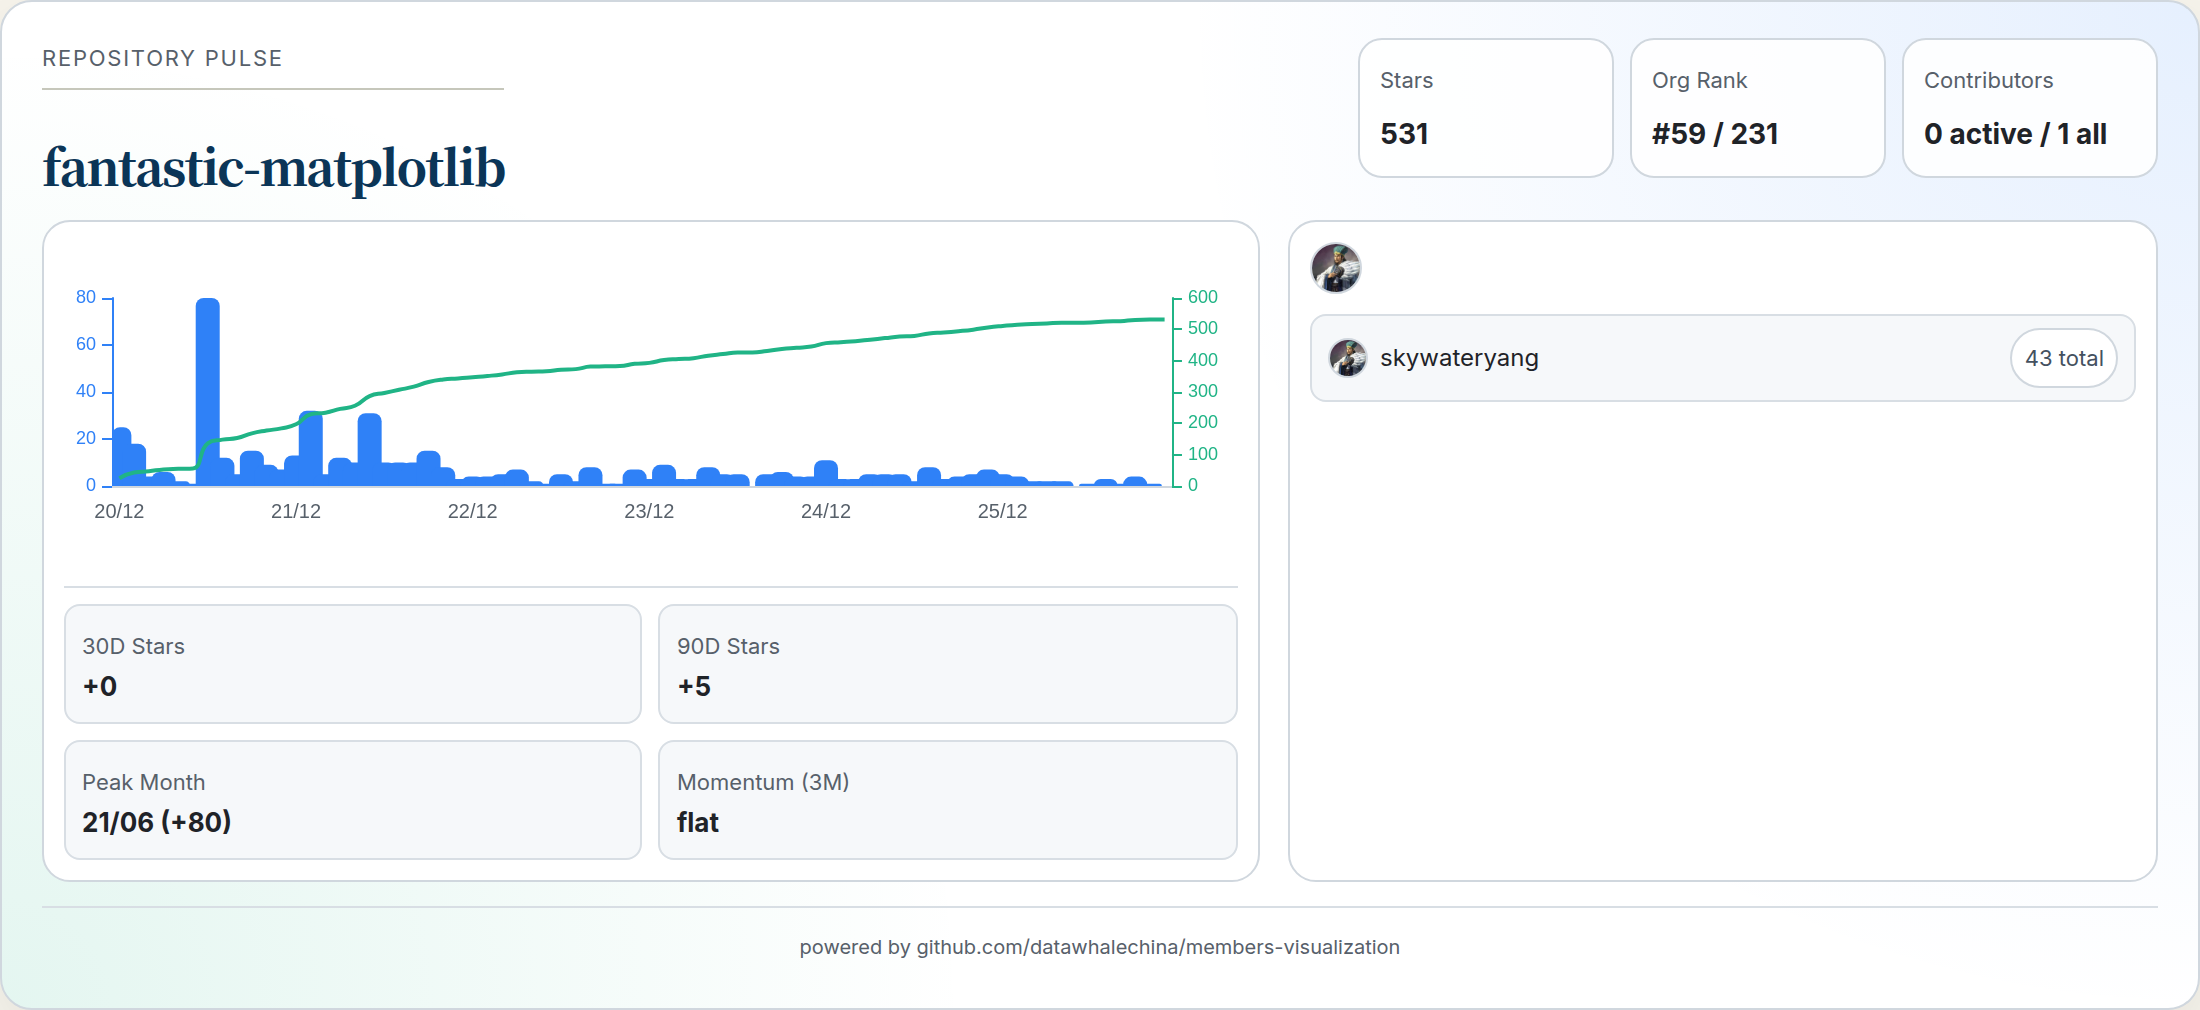 REPOSITORY PULSE
fantastic-matplotlib
Stars
531
Org Rank
#59 / 231
Contributors
0 active / 1 all
80
60
40
20
0
600
500
400
300
200
100
0
20/12
21/12
22/12
23/12
24/12
25/12
30D Stars
+0
90D Stars
+5
Peak Month
21/06 (+80)
Momentum (3M)
flat
skywateryang
43 total
powered by github.com/datawhalechina/members-visualization